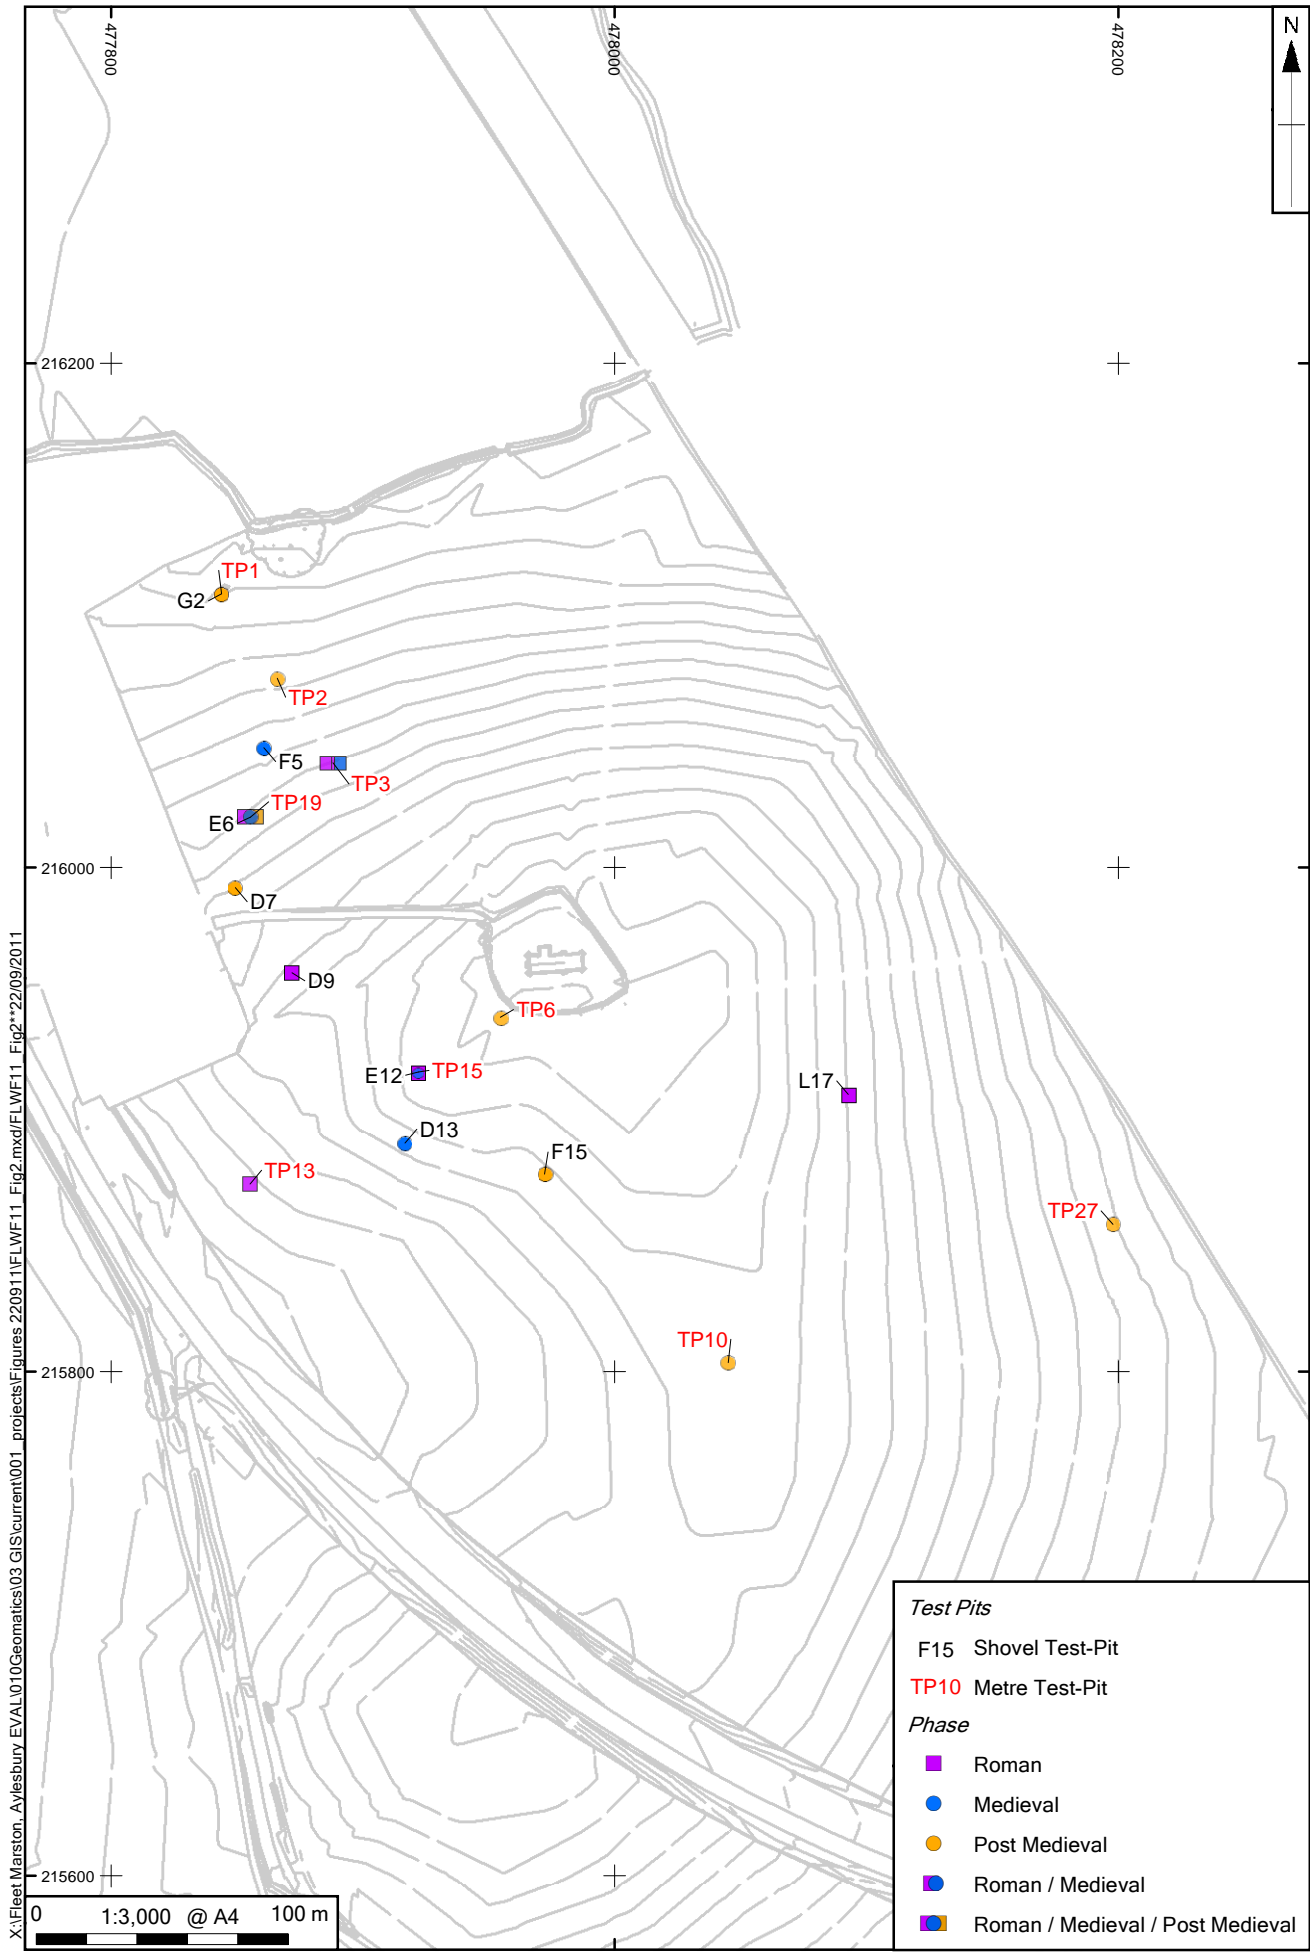 477800
478000
478200
N
216200
TP1
G2
TP2
F5
TP3
TP19
E6
216000
D7
D9
TP6
E12
TP15
L17
D13
F15
TP13
TP27
TP10
215800
215600
X:\Fleet Marston, Aylesbury EVAL\010Geomatics\03 GIS\current\001_projects\Figures 220911\FLWF11_Fig2.mxd/FLWF11_Fig2**22/09/2011
0 1:3,000 @ A4 100 m
Test Pits
F15 Shovel Test-Pit
TP10 Metre Test-Pit
Phase
Roman
Medieval
Post Medieval
Roman / Medieval
Roman / Medieval / Post Medieval